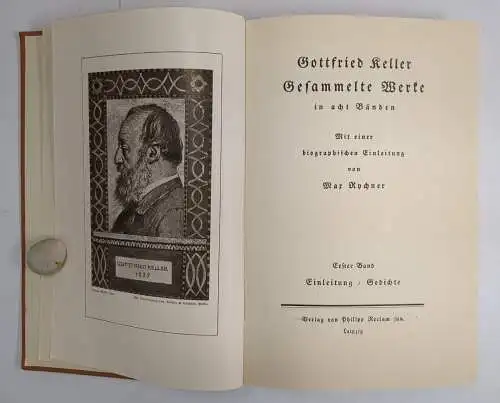 GOTTFRIED KELLER
1887
Gottfried Keller
Gesammelte Werke
in acht Bänden
Mit einer
biographischen Einleitung
von
Max Rychner
Erster Band
Einleitung / Gedichte
Verlag von Philipp Reclam jun.
Leipzig